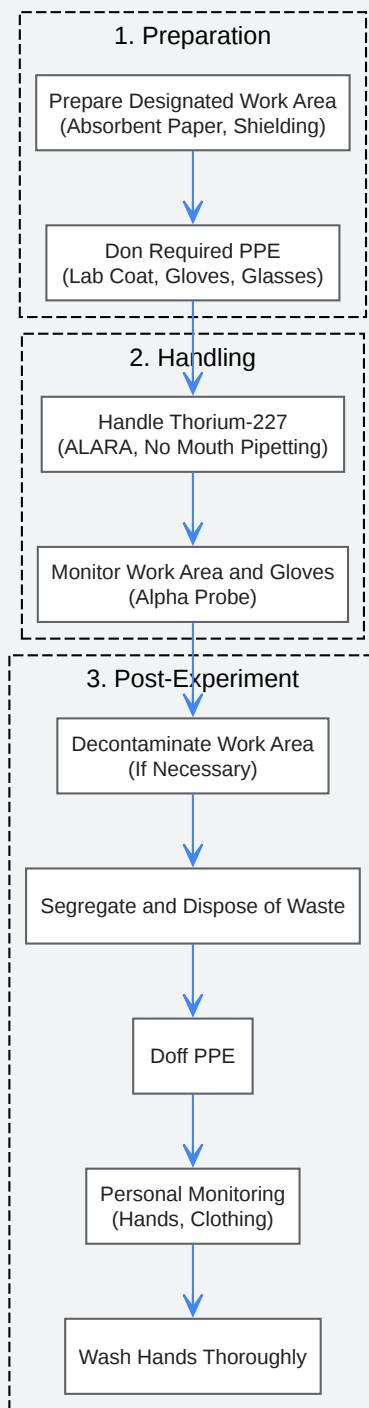 1. Preparation
Prepare Designated Work Area
(Absorbent Paper, Shielding)
Don Required PPE
(Lab Coat, Gloves, Glasses)
2. Handling
Handle Thorium-227
(ALARA, No Mouth Pipetting)
Monitor Work Area and Gloves
(Alpha Probe)
3. Post-Experiment
Decontaminate Work Area
(If Necessary)
Segregate and Dispose of Waste
Doff PPE
Personal Monitoring
(Hands, Clothing)
Wash Hands Thoroughly